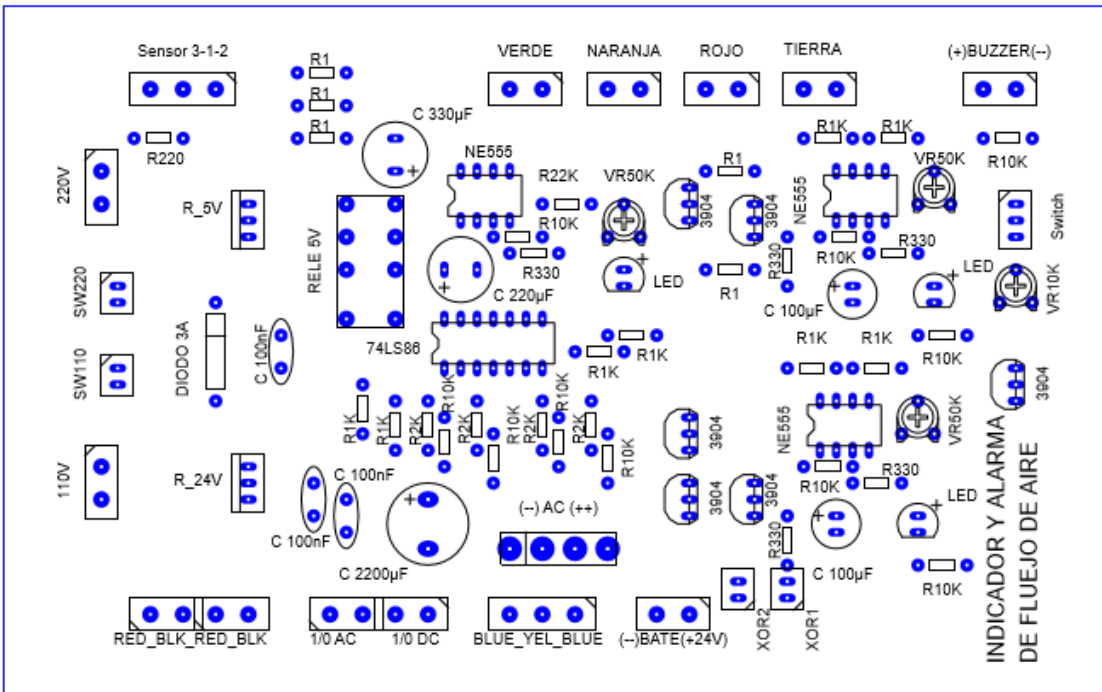 Sensor 3-1-2
VERDE
NARANJA
ROJO
TIERRA
(+)BUZZER(--)
R1
R1
R1
C 330µF
R220
NE555
R22K
R10K
R330
VR50K
R1
3904
3904
NE555
R1K
R1K
VR50K
R10K
220V
R_5V
RELE 5V
C 220µF
LED
R1
R330
R10K
R330
LED
Switch
C 100µF
VR10K
SW220
DIODO 3A
C 100nF
74LS86
R1K
R1K
R1K
R1K
R10K
SW110
R1K
R1K
R2K
R10K
R2K
R10K
R10K
R2K
R10K
3904
NE555
VR50K
3904
110V
R_24V
C 100nF
C 100nF
C 2200µF
(--) AC (++)
3904
3904
R10K
R330
LED
R330
C 100µF
R10K
RED_BLK_RED_BLK
1/0 AC
1/0 DC
BLUE_YEL_BLUE
(--)BATE(+24V)
XOR2
XOR1
INDICADOR Y ALARMA
DE FLUEJO DE AIRE